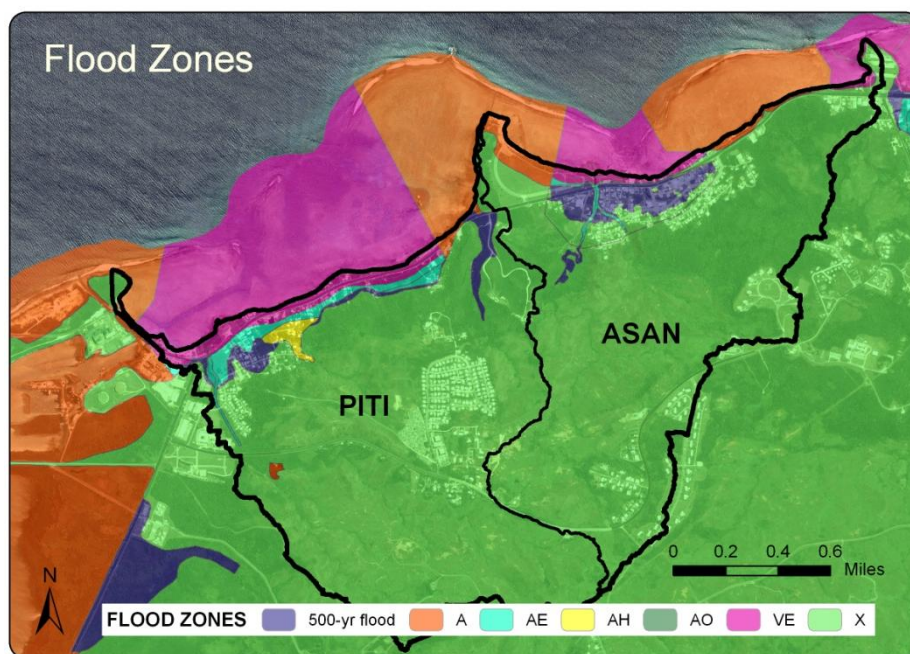 Flood Zones
ASAN
PITI
0 0.2 0.4 0.6
Miles
N
FLOOD ZONES 500-yr flood A AE AH AO VE X